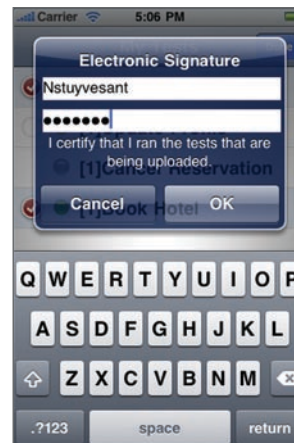 Carrier 5:06 PM
Electronic Signature
Nstuyvesant
•••••••
I certify that I ran the tests that are
being uploaded.
[1]Cancel Reservation
Cancel OK
[1]Book Hotel
Q W E R T Y U I O P
A S D F G H J K L
Z X C V B N M
.?123 space return